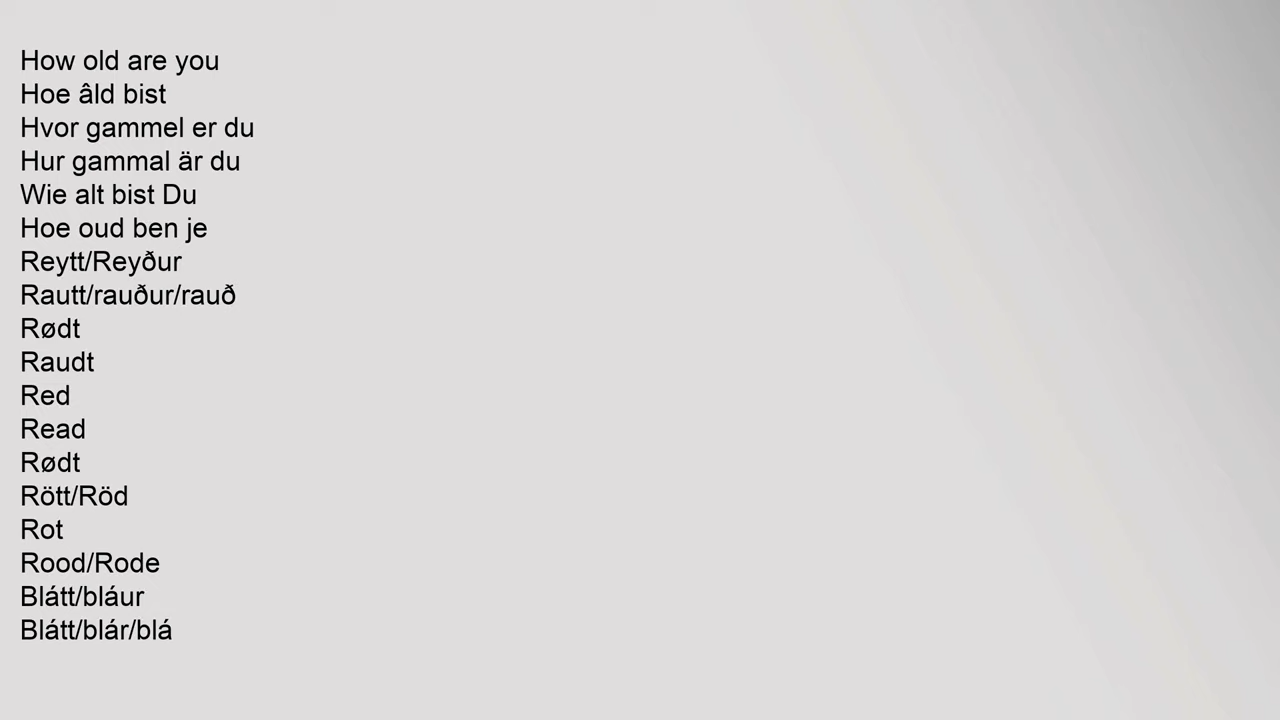 How old are you
Hoe âld bist
Hvor gammel er du
Hur gammal är du
Wie alt bist Du
Hoe oud ben je
Reytt/Reyður
Rautt/rauður/rauð
Rødt
Raudt
Red
Read
Rødt
Rött/Röd
Rot
Rood/Rode
Blátt/bláur
Blátt/blár/blá